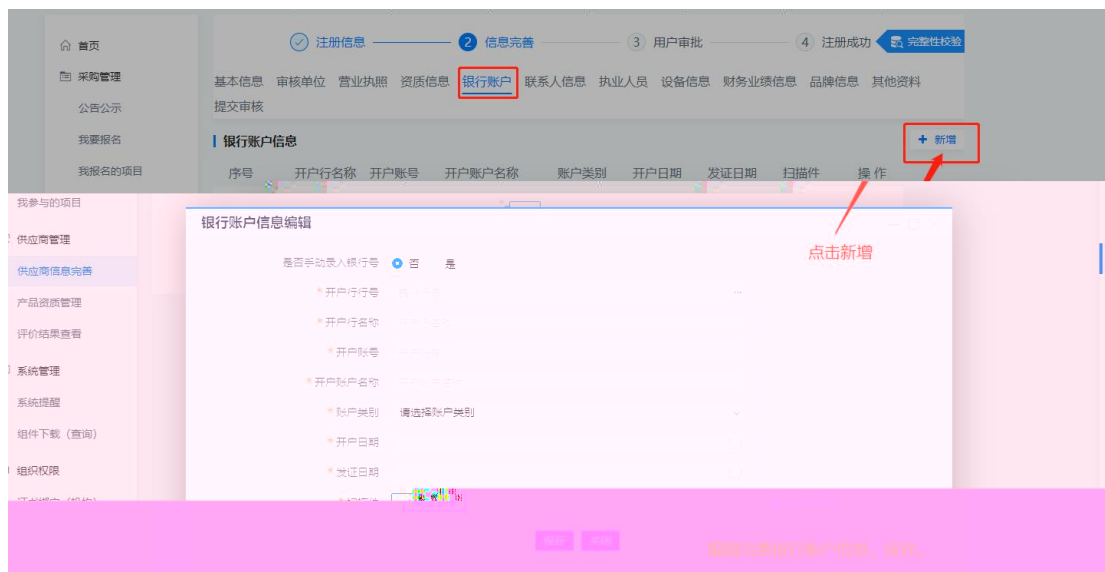 首页
注册信息
2 信息完善
3 用户审批
4 注册成功
完整性校验
采购管理
公告公示
我要报名
我报名的项目
我参与的项目
供应商管理
供应商信息完善
产品资质管理
评价结果查看
系统管理
系统提醒
组件下载（查询）
组织权限
基本信息 审核单位 营业执照 资质信息 银行账户 联系人信息 执业人员 设备信息 财务业绩信息 品牌信息 其他资料
提交审核
银行账户信息
+ 新增
序号 开户行名称 开户账号 开户账户名称 账户类别 开户日期 发证日期 扫描件 操作
点击新增
银行账户信息编辑
是否手动录入银行号 否 是
*开户行行号
*开户行名称
*开户账号
*开户账户名称
*账户类别 请选择账户类别
*开户日期
*发证日期